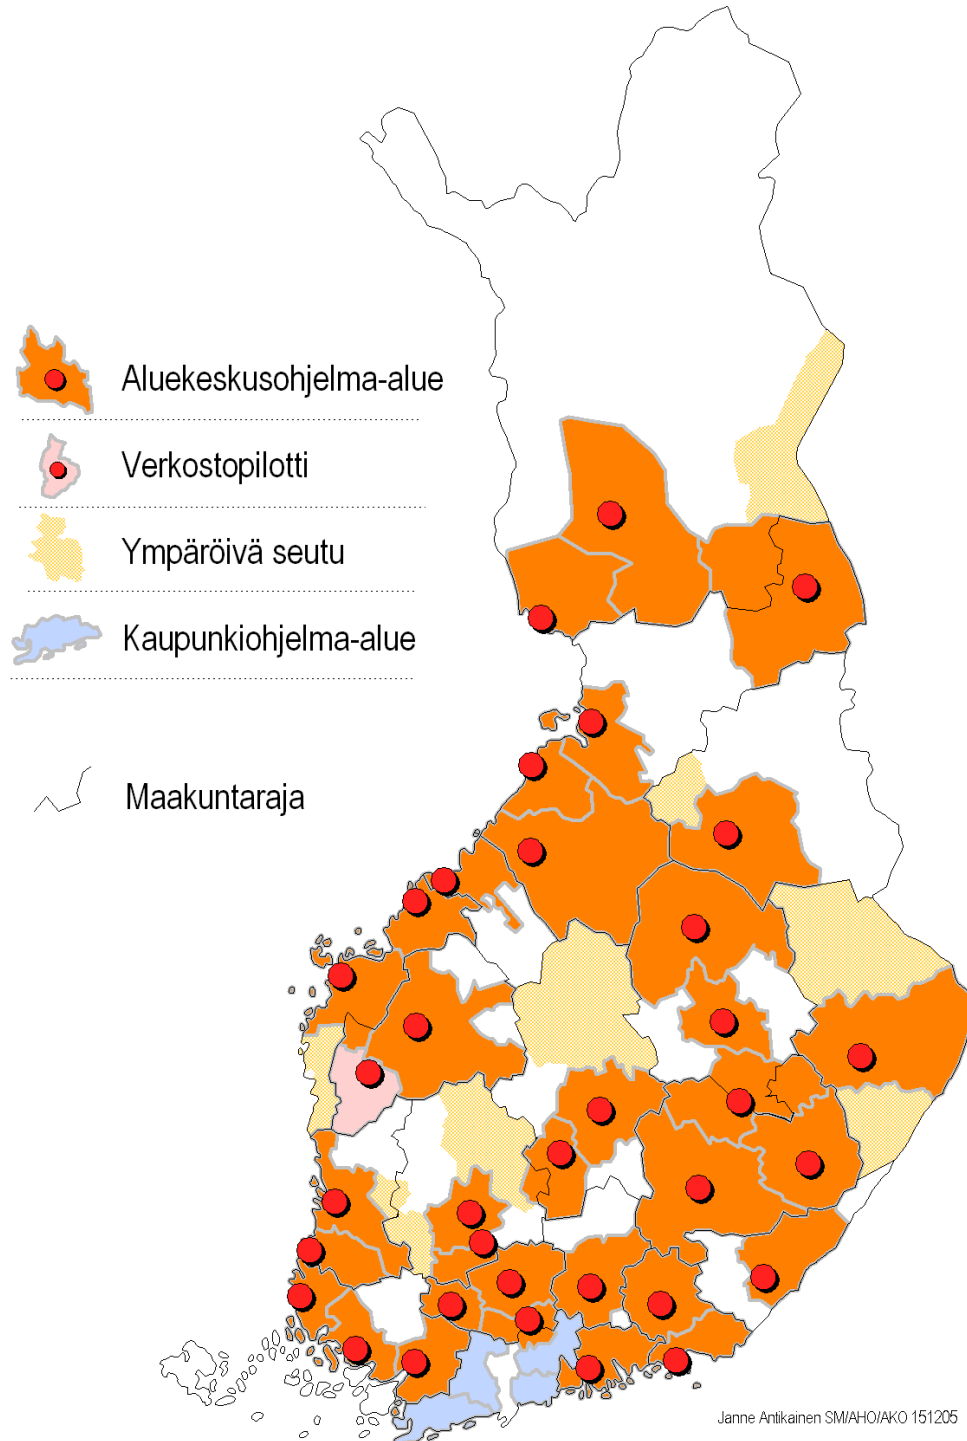 Aluekeskusohjelma-alue
Verkostopilotti
Ympäröivä seutu
Kaupunkiohjelma-alue
Maakuntaraja
Janne Antikainen SM/AHO/AKO 151205